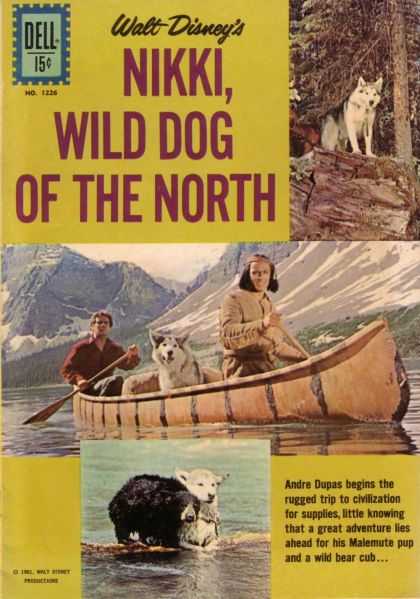 DELL
15¢
NO. 1226
Walt Disney's
NIKKI,
WILD DOG
OF THE NORTH
Andre Dupas begins the
rugged trip to civilization
for supplies, little knowing
that a great adventure lies
ahead for his Malemute pup
and a wild bear cub...
© 1961, WALT DISNEY
PRODUCTIONS